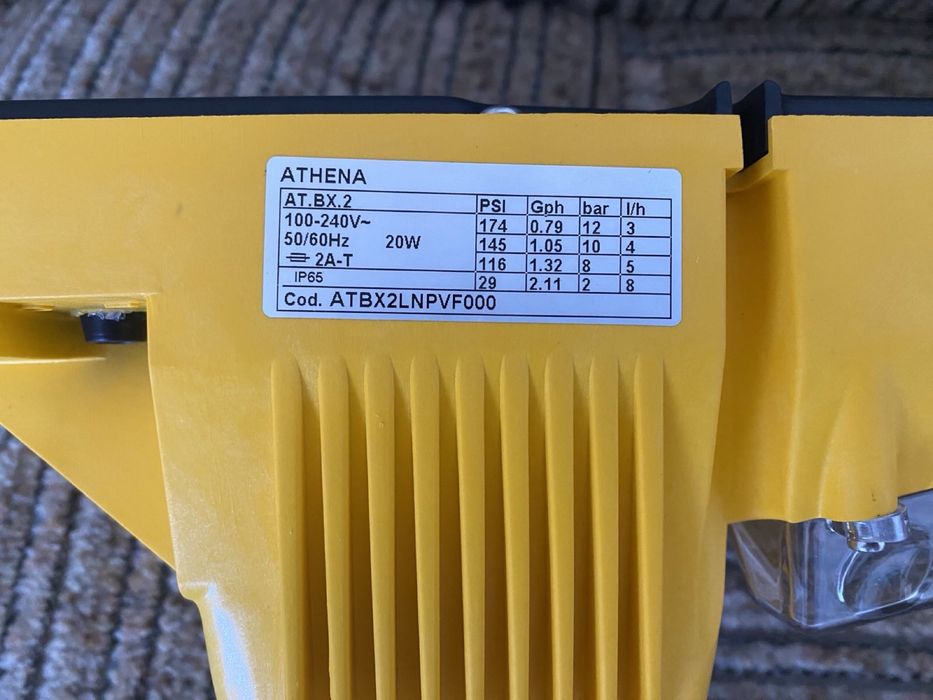 ATHENA
AT.BX.2 PSI Gph bar l/h
100-240V~ 174 0.79 12 3
50/60Hz 20W 145 1.05 10 4
2A-T 116 1.32 8 5
IP65 29 2.11 2 8
Cod. ATBX2LNPVF000